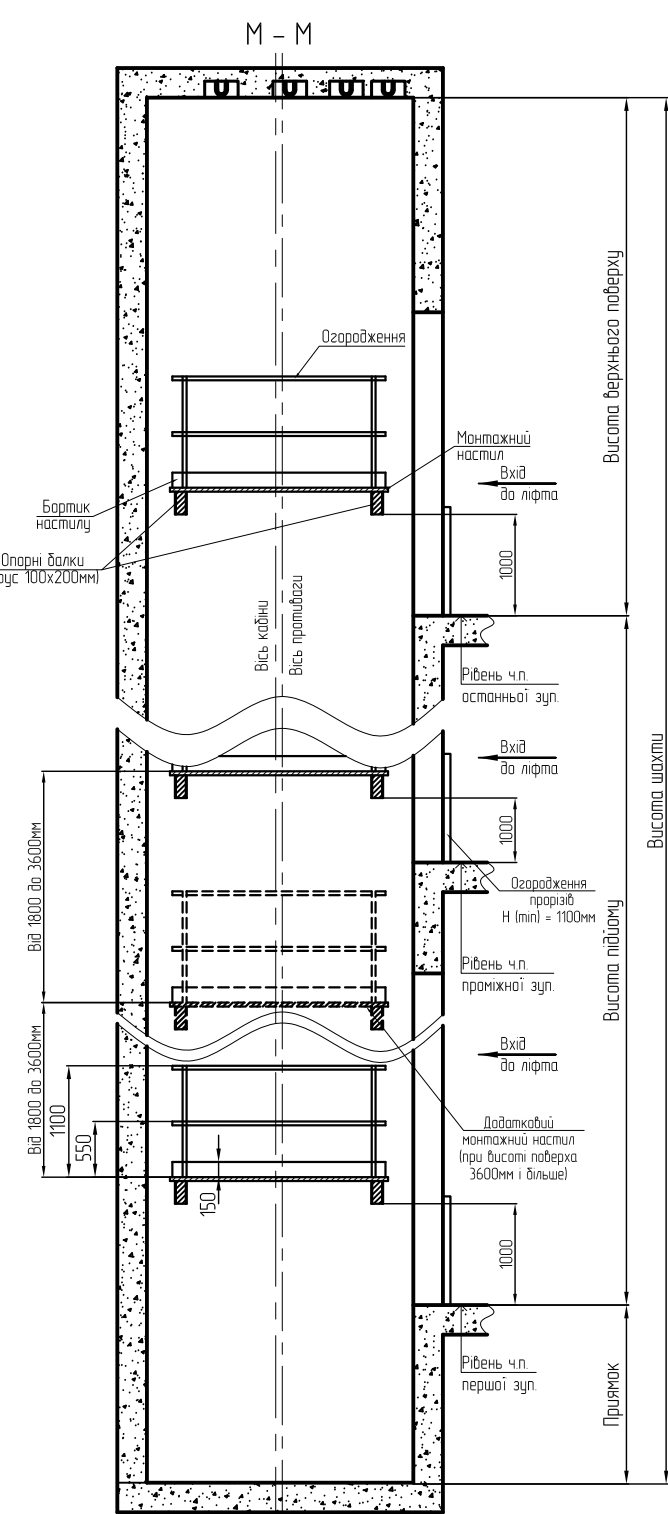 М – М
Огородження
Висота верхнього поверху
Монтажний
настил
Вхід
до ліфта
Бортик
настилу
Опорні балки
рус 100х200мм)
1000
Вісь кабіни
Вісь противаги
Рівень ч.п.
останньої зуп.
Вхід
до ліфта
Висота шахти
1000
Від 1800 до 3600мм
Огородження
прорізів
Н (min) = 1100мм
Висота підйому
Рівень ч.п.
проміжної зуп.
Вхід
до ліфта
Від 1800 до 3600мм
1100
550
150
Додатковий
монтажний настил
(при висоті поверха
3600мм і більше)
1000
Рівень ч.п.
першої зуп.
Приямок